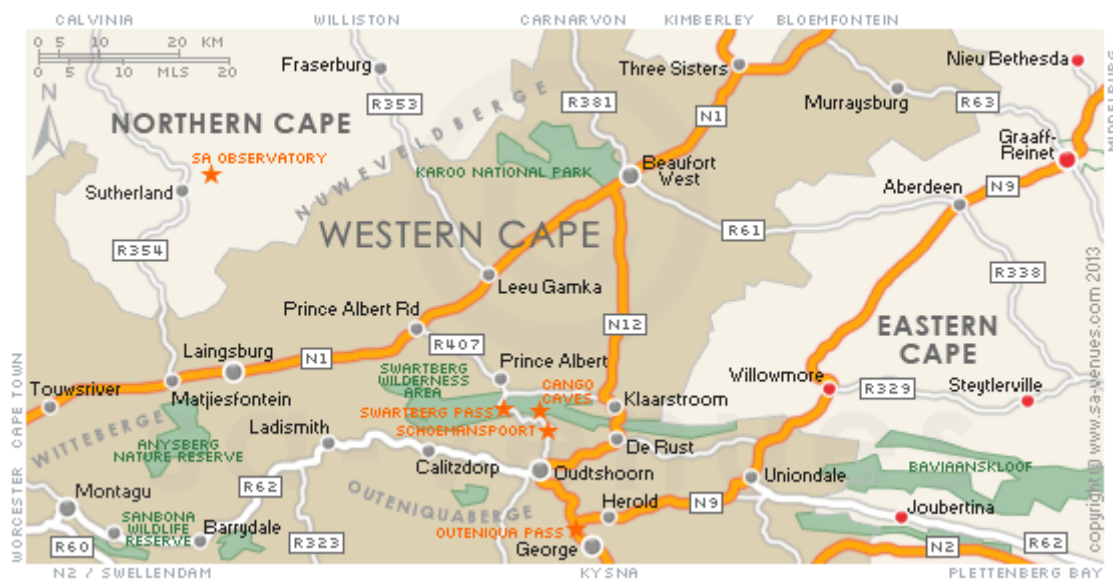 CALVINIA
WILLISTON
CARNARVON
KIMBERLEY
BLOEMFONTEIN
0 5 10 20 KM
0 5 10 20
MLS
N
NORTHERN CAPE
SA OBSERVATORY
Sutherland
Fraserburg
R353
NUWEVELDBERGE
R381
Three Sisters
N1
Murraysburg
R63
Nieu Bethesda
MIDDELBURG
Graaff-
Reinet
KAROO NATIONAL PARK
Beaufort
West
Aberdeen
N9
R354
WESTERN CAPE
R61
R338
Leeu Gamka
Prince Albert Rd
N12
EASTERN
CAPE
Laingsburg
N1
R407
Prince Albert
Touwsriver
Matjiesfontein
SWARTBERG
WILDERNESS
AREA
CANGO
CAVES
Willowmore
R329
Steytlerville
SWARTBERG PASS
Klaarstroom
SCHOEMANSPOORT
WITTEBERGE
ANYSBERG
NATURE RESERVE
Ladismith
De Rust
Calitzdorp
Oudtshoorn
Uniondale
BAVIAANSKLOOF
R62
OUTENIQUABERGE
Herold
N9
Joubertina
Montagu
SANBONA
WILDLIFE
RESERVE
Barrydale
OUTENIQUA PASS
R60
R323
George
N2
R62
WORCESTER CAPE TOWN
copyright@ www.sa-venues.com 2013
N2 / SWELLENDAM
KYSNA
PLETTENBERG BAY